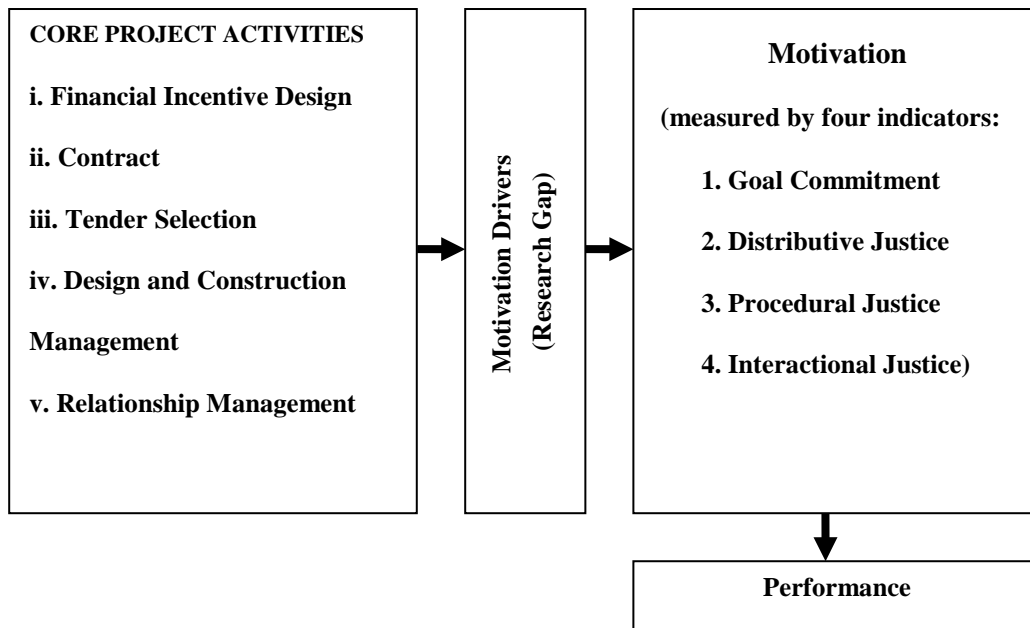 CORE PROJECT ACTIVITIES
i. Financial Incentive Design
ii. Contract
iii. Tender Selection
iv. Design and Construction
Management
v. Relationship Management
Motivation Drivers
(Research Gap)
Motivation
(measured by four indicators:
1. Goal Commitment
2. Distributive Justice
3. Procedural Justice
4. Interactional Justice)
Performance